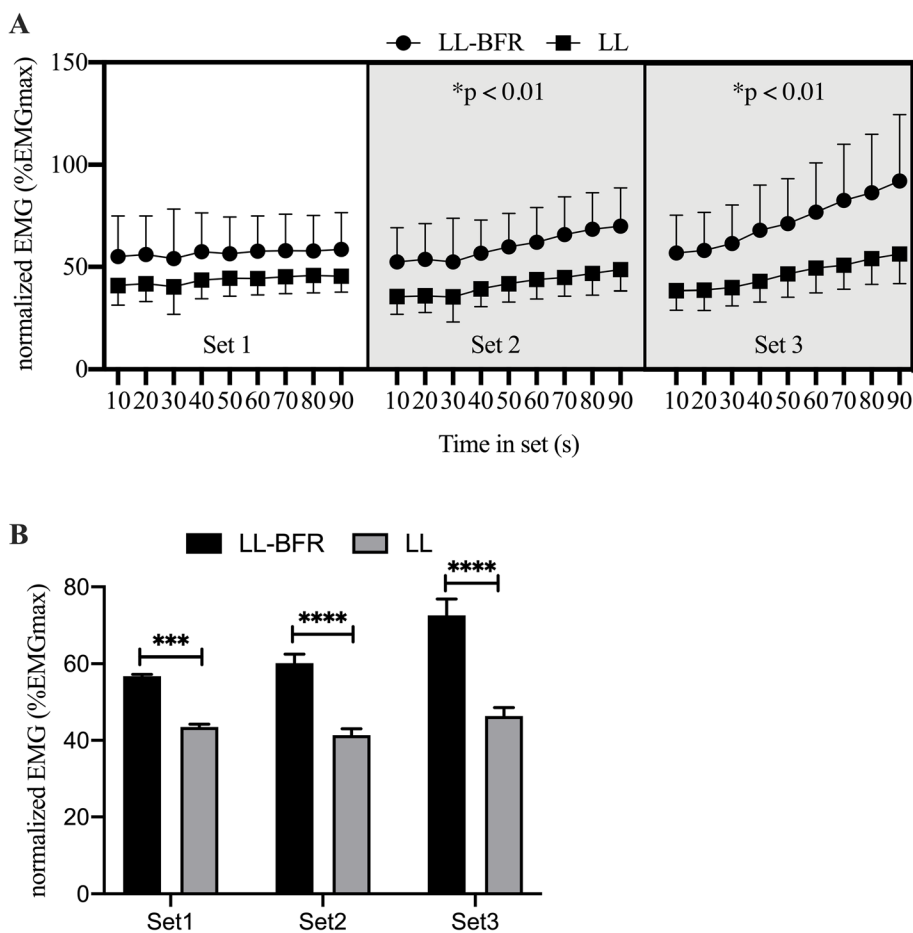 A
LL-BFR LL
normalized EMG (%EMGmax)
150
100
50
0
*p < 0.01
*p < 0.01
Set 1
Set 2
Set 3
10 20 30 40 50 60 70 80 90
10 20 30 40 50 60 70 80 90
10 20 30 40 50 60 70 80 90
Time in set (s)
B
LL-BFR LL
normalized EMG (%EMGmax)
80
60
40
20
0
***
****
****
Set1 Set2 Set3